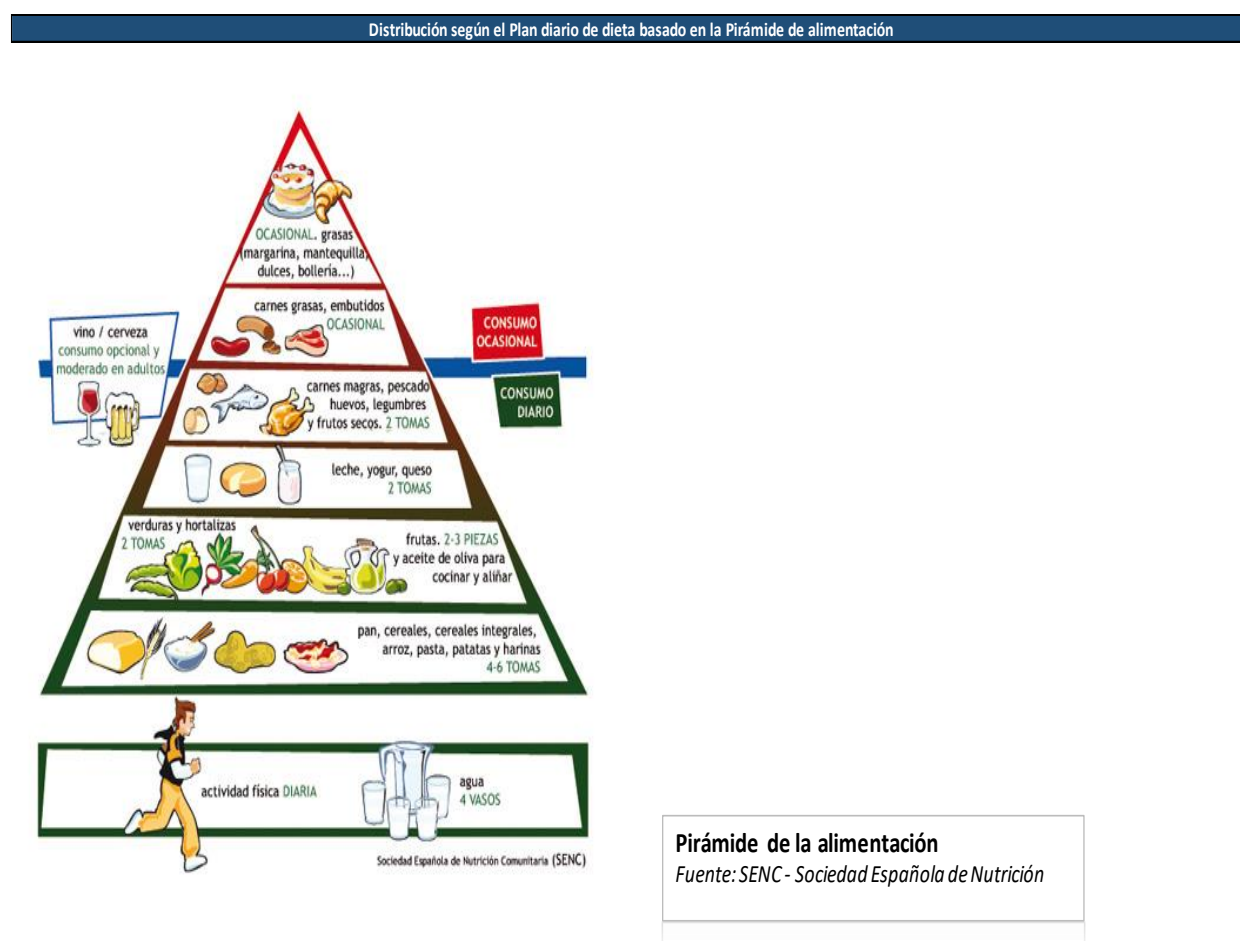 Distribución según el Plan diario de dieta basado en la Pirámide de alimentación
OCASIONAL. grasas
(margarina, mantequilla,
dulces, bollería...)
carnes grasas, embutidos
OCASIONAL
vino / cerveza
consumo opcional y
moderado en adultos
CONSUMO
OCASIONAL
CONSUMO
DIARIO
carnes magras, pescado
huevos, legumbres
y frutos secos. 2 TOMAS
leche, yogur, queso
2 TOMAS
verduras y hortalizas
2 TOMAS
frutas. 2-3 PIEZAS
y aceite de oliva para
cocinar y aliñar
pan, cereales, cereales integrales,
arroz, pasta, patatas y harinas
4-6 TOMAS
actividad física DIARIA
agua
4 VASOS
Sociedad Española de Nutrición Comunitaria (SENC)
Pirámide de la alimentación
Fuente: SENC - Sociedad Española de Nutrición